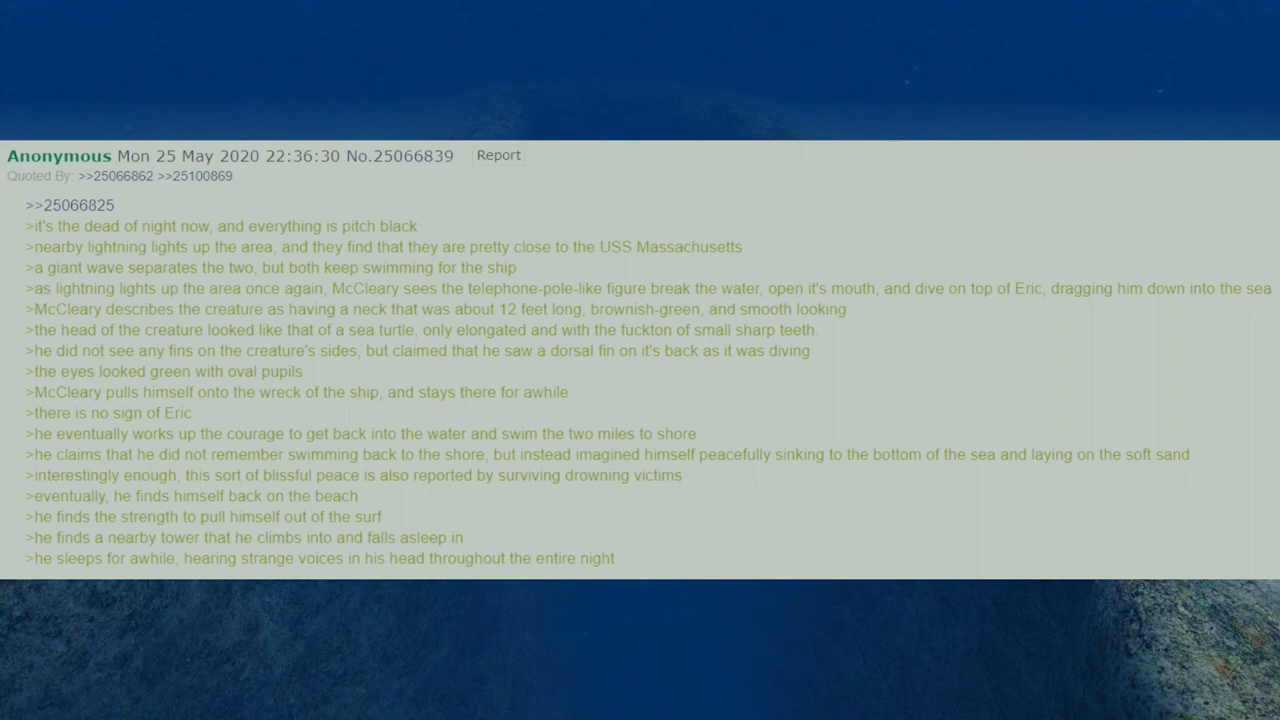 Anonymous Mon 25 May 2020 22:36:30 No.25066839 Report
Quoted By: >>25066862 >>25100869
>>25066825
>it's the dead of night now, and everything is pitch black
>nearby lightning lights up the area, and they find that they are pretty close to the USS Massachusetts
>a giant wave separates the two, but both keep swimming for the ship
>as lightning lights up the area once again, McCleary sees the telephone-pole-like figure break the water, open it's mouth, and dive on top of Eric, dragging him down into the sea
>McCleary describes the creature as having a neck that was about 12 feet long, brownish-green, and smooth looking
>the head of the creature looked like that of a sea turtle, only elongated and with the fuckton of small sharp teeth.
>he did not see any fins on the creature's sides, but claimed that he saw a dorsal fin on it's back as it was diving
>the eyes looked green with oval pupils
>McCleary pulls himself onto the wreck of the ship, and stays there for awhile
>there is no sign of Eric
>he eventually works up the courage to get back into the water and swim the two miles to shore
>he claims that he did not remember swimming back to the shore, but instead imagined himself peacefully sinking to the bottom of the sea and laying on the soft sand
>interestingly enough, this sort of blissful peace is also reported by surviving drowning victims
>eventually, he finds himself back on the beach
>he finds the strength to pull himself out of the surf
>he finds a nearby tower that he climbs into and falls asleep in
>he sleeps for awhile, hearing strange voices in his head throughout the entire night